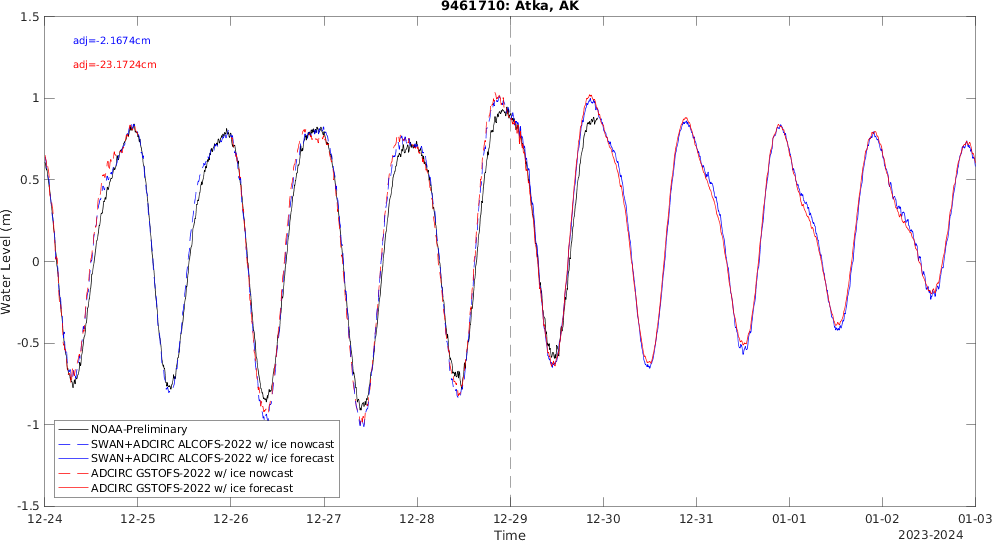 9461710: Atka, AK
adj=-2.1674cm
adj=-23.1724cm
Water Level (m)
1.5
1
0.5
0
-0.5
-1
-1.5
NOAA-Preliminary
SWAN+ADCIRC ALCOFS-2022 w/ ice nowcast
SWAN+ADCIRC ALCOFS-2022 w/ ice forecast
ADCIRC GSTOFS-2022 w/ ice nowcast
ADCIRC GSTOFS-2022 w/ ice forecast
12-24 12-25 12-26 12-27 12-28 12-29 12-30 12-31 01-01 01-02 01-03
Time
2023-2024